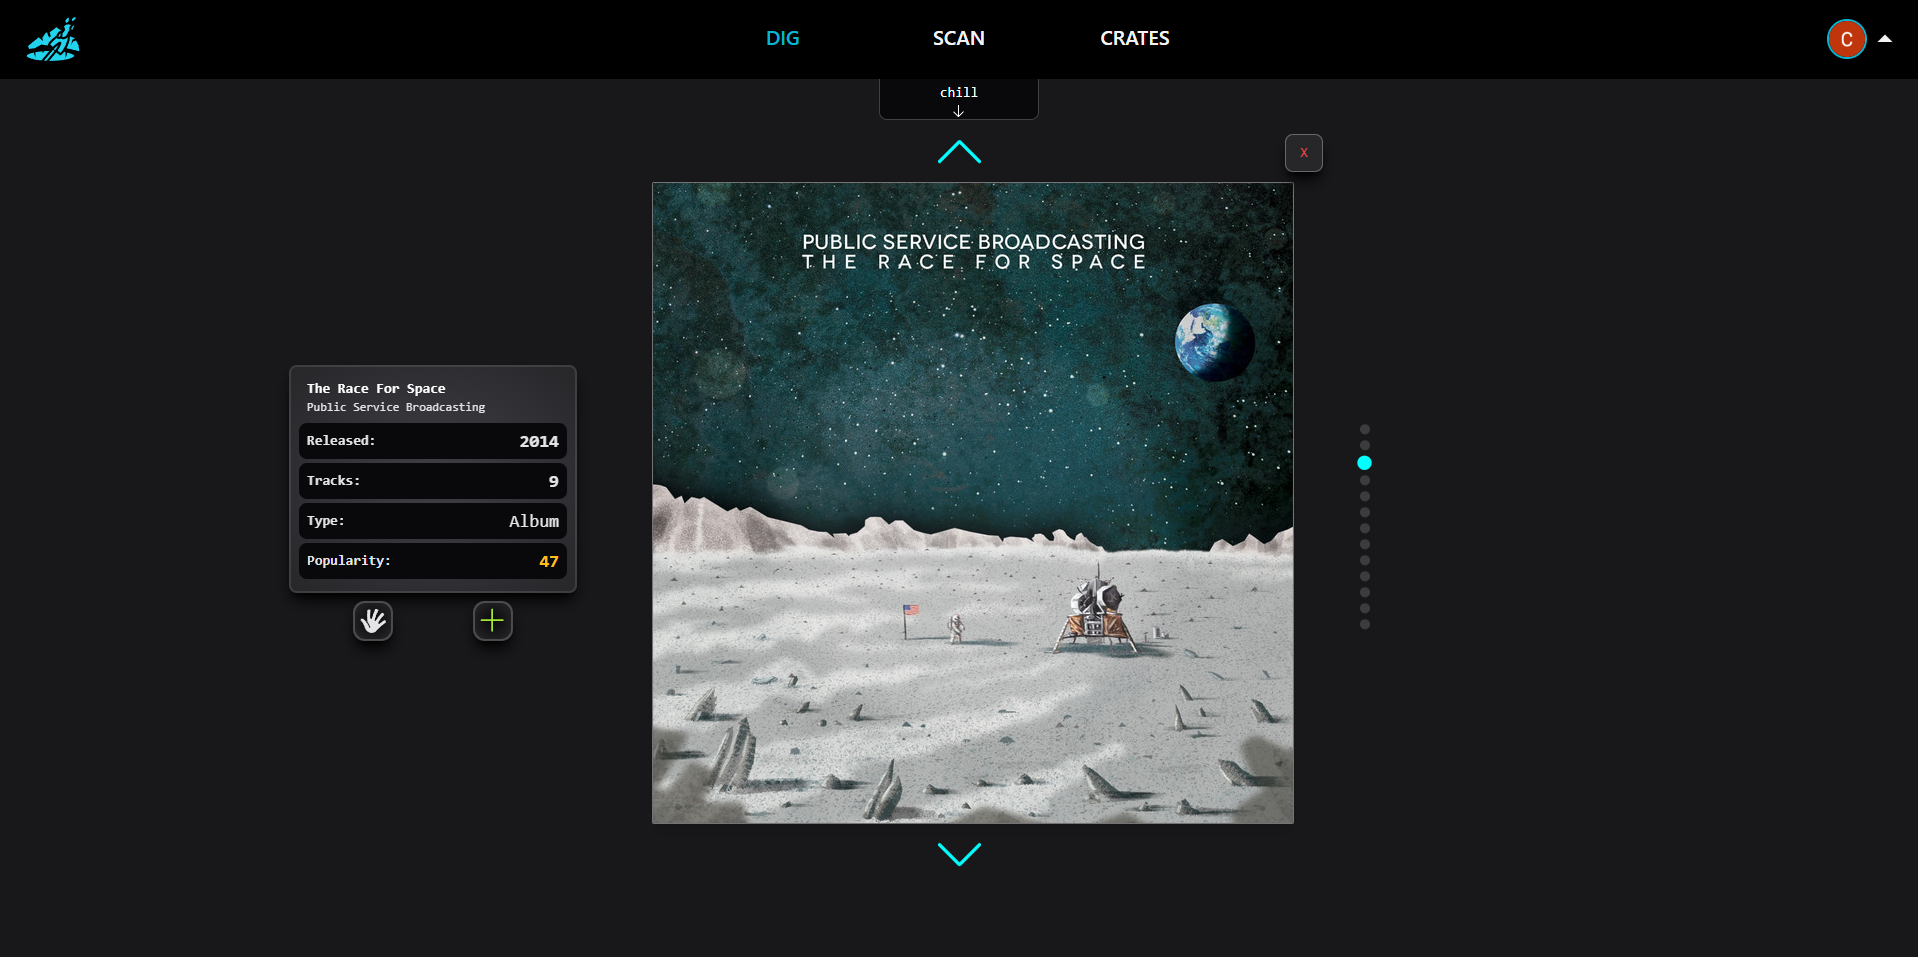 DIG
SCAN
CRATES
C
chill
X
PUBLIC SERVICE BROADCASTING
THE RACE FOR SPACE
The Race For Space
Public Service Broadcasting
Released: 2014
Tracks: 9
Type: Album
Popularity: 47